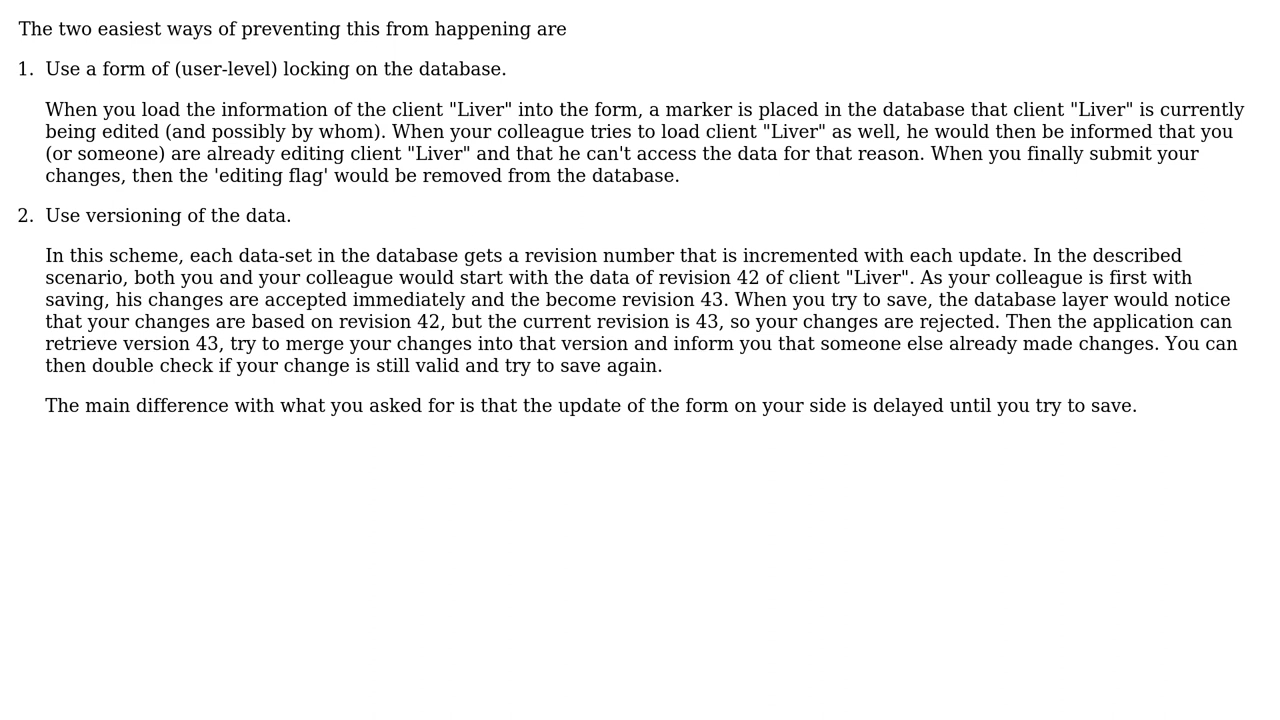 The two easiest ways of preventing this from happening are
1. Use a form of (user-level) locking on the database.
When you load the information of the client "Liver" into the form, a marker is placed in the database that client "Liver" is currently
being edited (and possibly by whom). When your colleague tries to load client "Liver" as well, he would then be informed that you
(or someone) are already editing client "Liver" and that he can't access the data for that reason. When you finally submit your
changes, then the 'editing flag' would be removed from the database.
2. Use versioning of the data.
In this scheme, each data-set in the database gets a revision number that is incremented with each update. In the described
scenario, both you and your colleague would start with the data of revision 42 of client "Liver". As your colleague is first with
saving, his changes are accepted immediately and the become revision 43. When you try to save, the database layer would notice
that your changes are based on revision 42, but the current revision is 43, so your changes are rejected. Then the application can
retrieve version 43, try to merge your changes into that version and inform you that someone else already made changes. You can
then double check if your change is still valid and try to save again.
The main difference with what you asked for is that the update of the form on your side is delayed until you try to save.